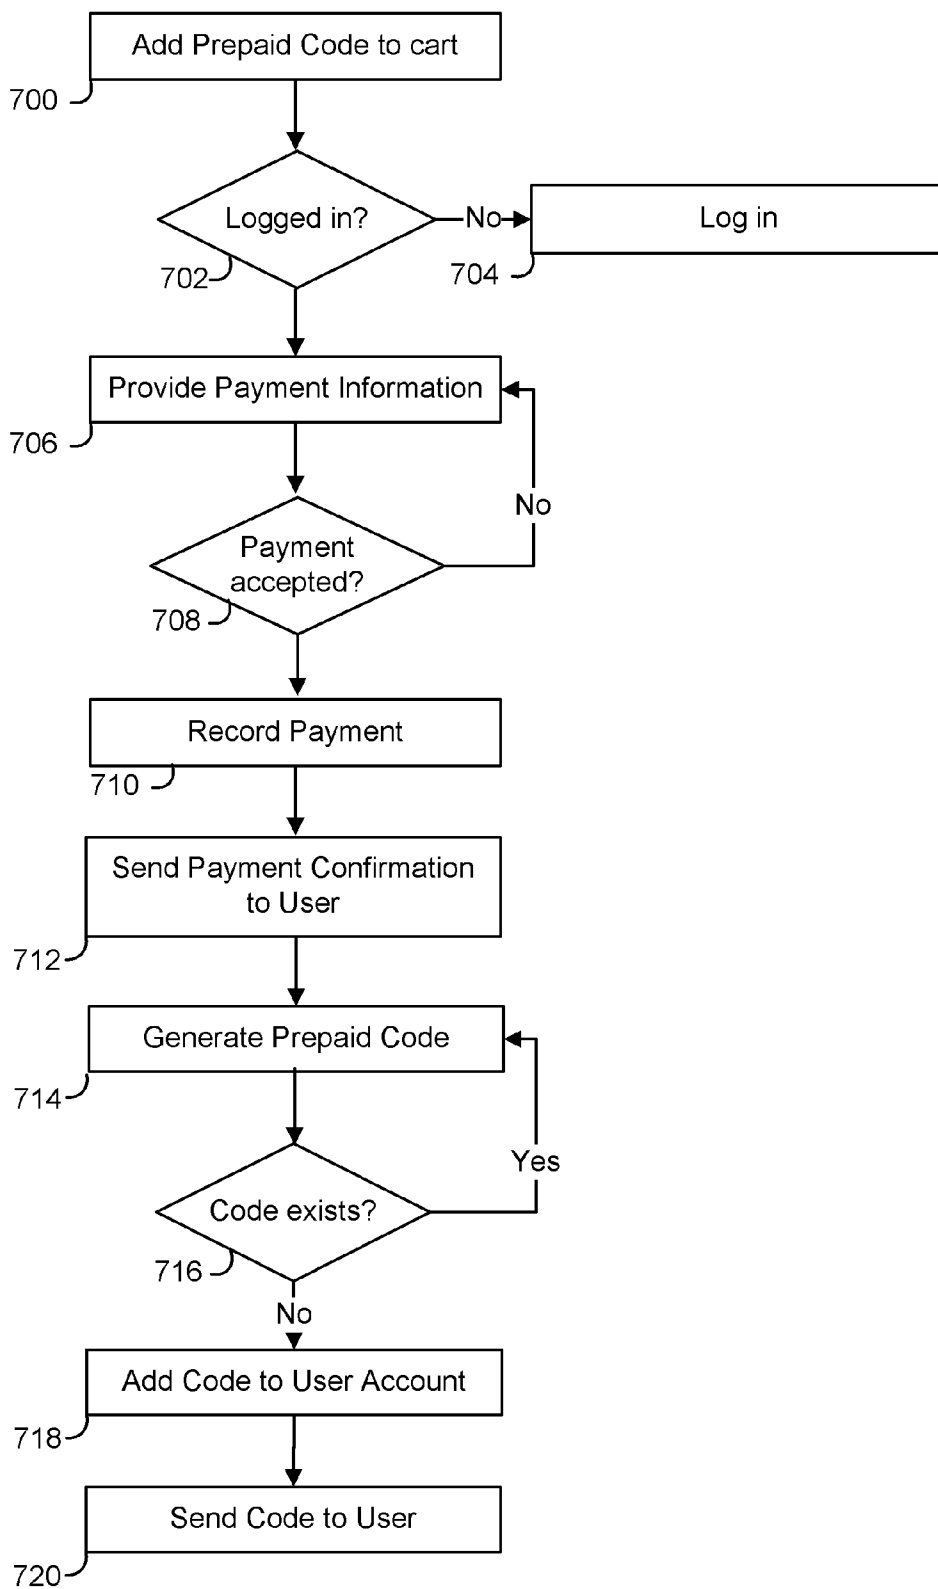 Add Prepaid Code to cart
700
Logged in?
No
Log in
702
704
Provide Payment Information
706
No
Payment
accepted?
708
Record Payment
710
Send Payment Confirmation
to User
712
Generate Prepaid Code
714
Yes
Code exists?
716
No
Add Code to User Account
718
Send Code to User
720